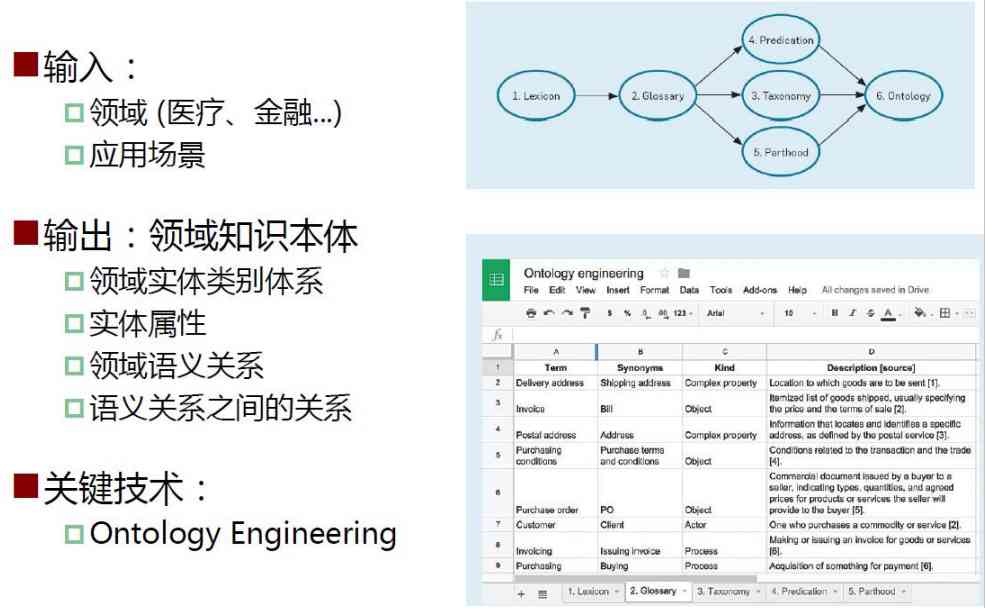 输入：
领域 (医疗、金融...)
应用场景
输出：领域知识本体
领域实体类别体系
实体属性
领域语义关系
语义关系之间的关系
关键技术：
Ontology Engineering
4. Predication
1. Lexicon
2. Glossary
3. Taxonomy
6. Ontology
5. Parthood
Ontology engineering
File Edit View Insert Format Data Tools Add-ons Help All changes saved in Drive
$ % .0 .00 123 Arial 10 B I S A
fx
A B C D
1 Term Synonyms Kind Description [source]
2 Delivery address Shipping address Complex property Location to which goods are to be sent [1].
3 Invoice Bill Object Itemized list of goods shipped, usually specifying
the price and the terms of sale [2].
4 Postal address Address Complex property Information that locates and identifies a specific
address, as defined by the postal service [3].
5 Purchasing Purchase terms Conditions related to the transaction and the trade
conditions and conditions Object [4].
6 Purchase order PO Object Commercial document issued by a buyer to a
seller, indicating types, quantities, and agreed
prices for products or services the seller will
provide to the buyer [5].
7 Customer Client Actor One who purchases a commodity or service [2].
8 Invoicing Issuing invoice Process Making or issuing an invoice for goods or services
[6].
9 Purchasing Buying Process Acquisition of something for payment [6].
+ 1. Lexicon 2. Glossary 3. Taxonomy 4. Predication 5. Parthood